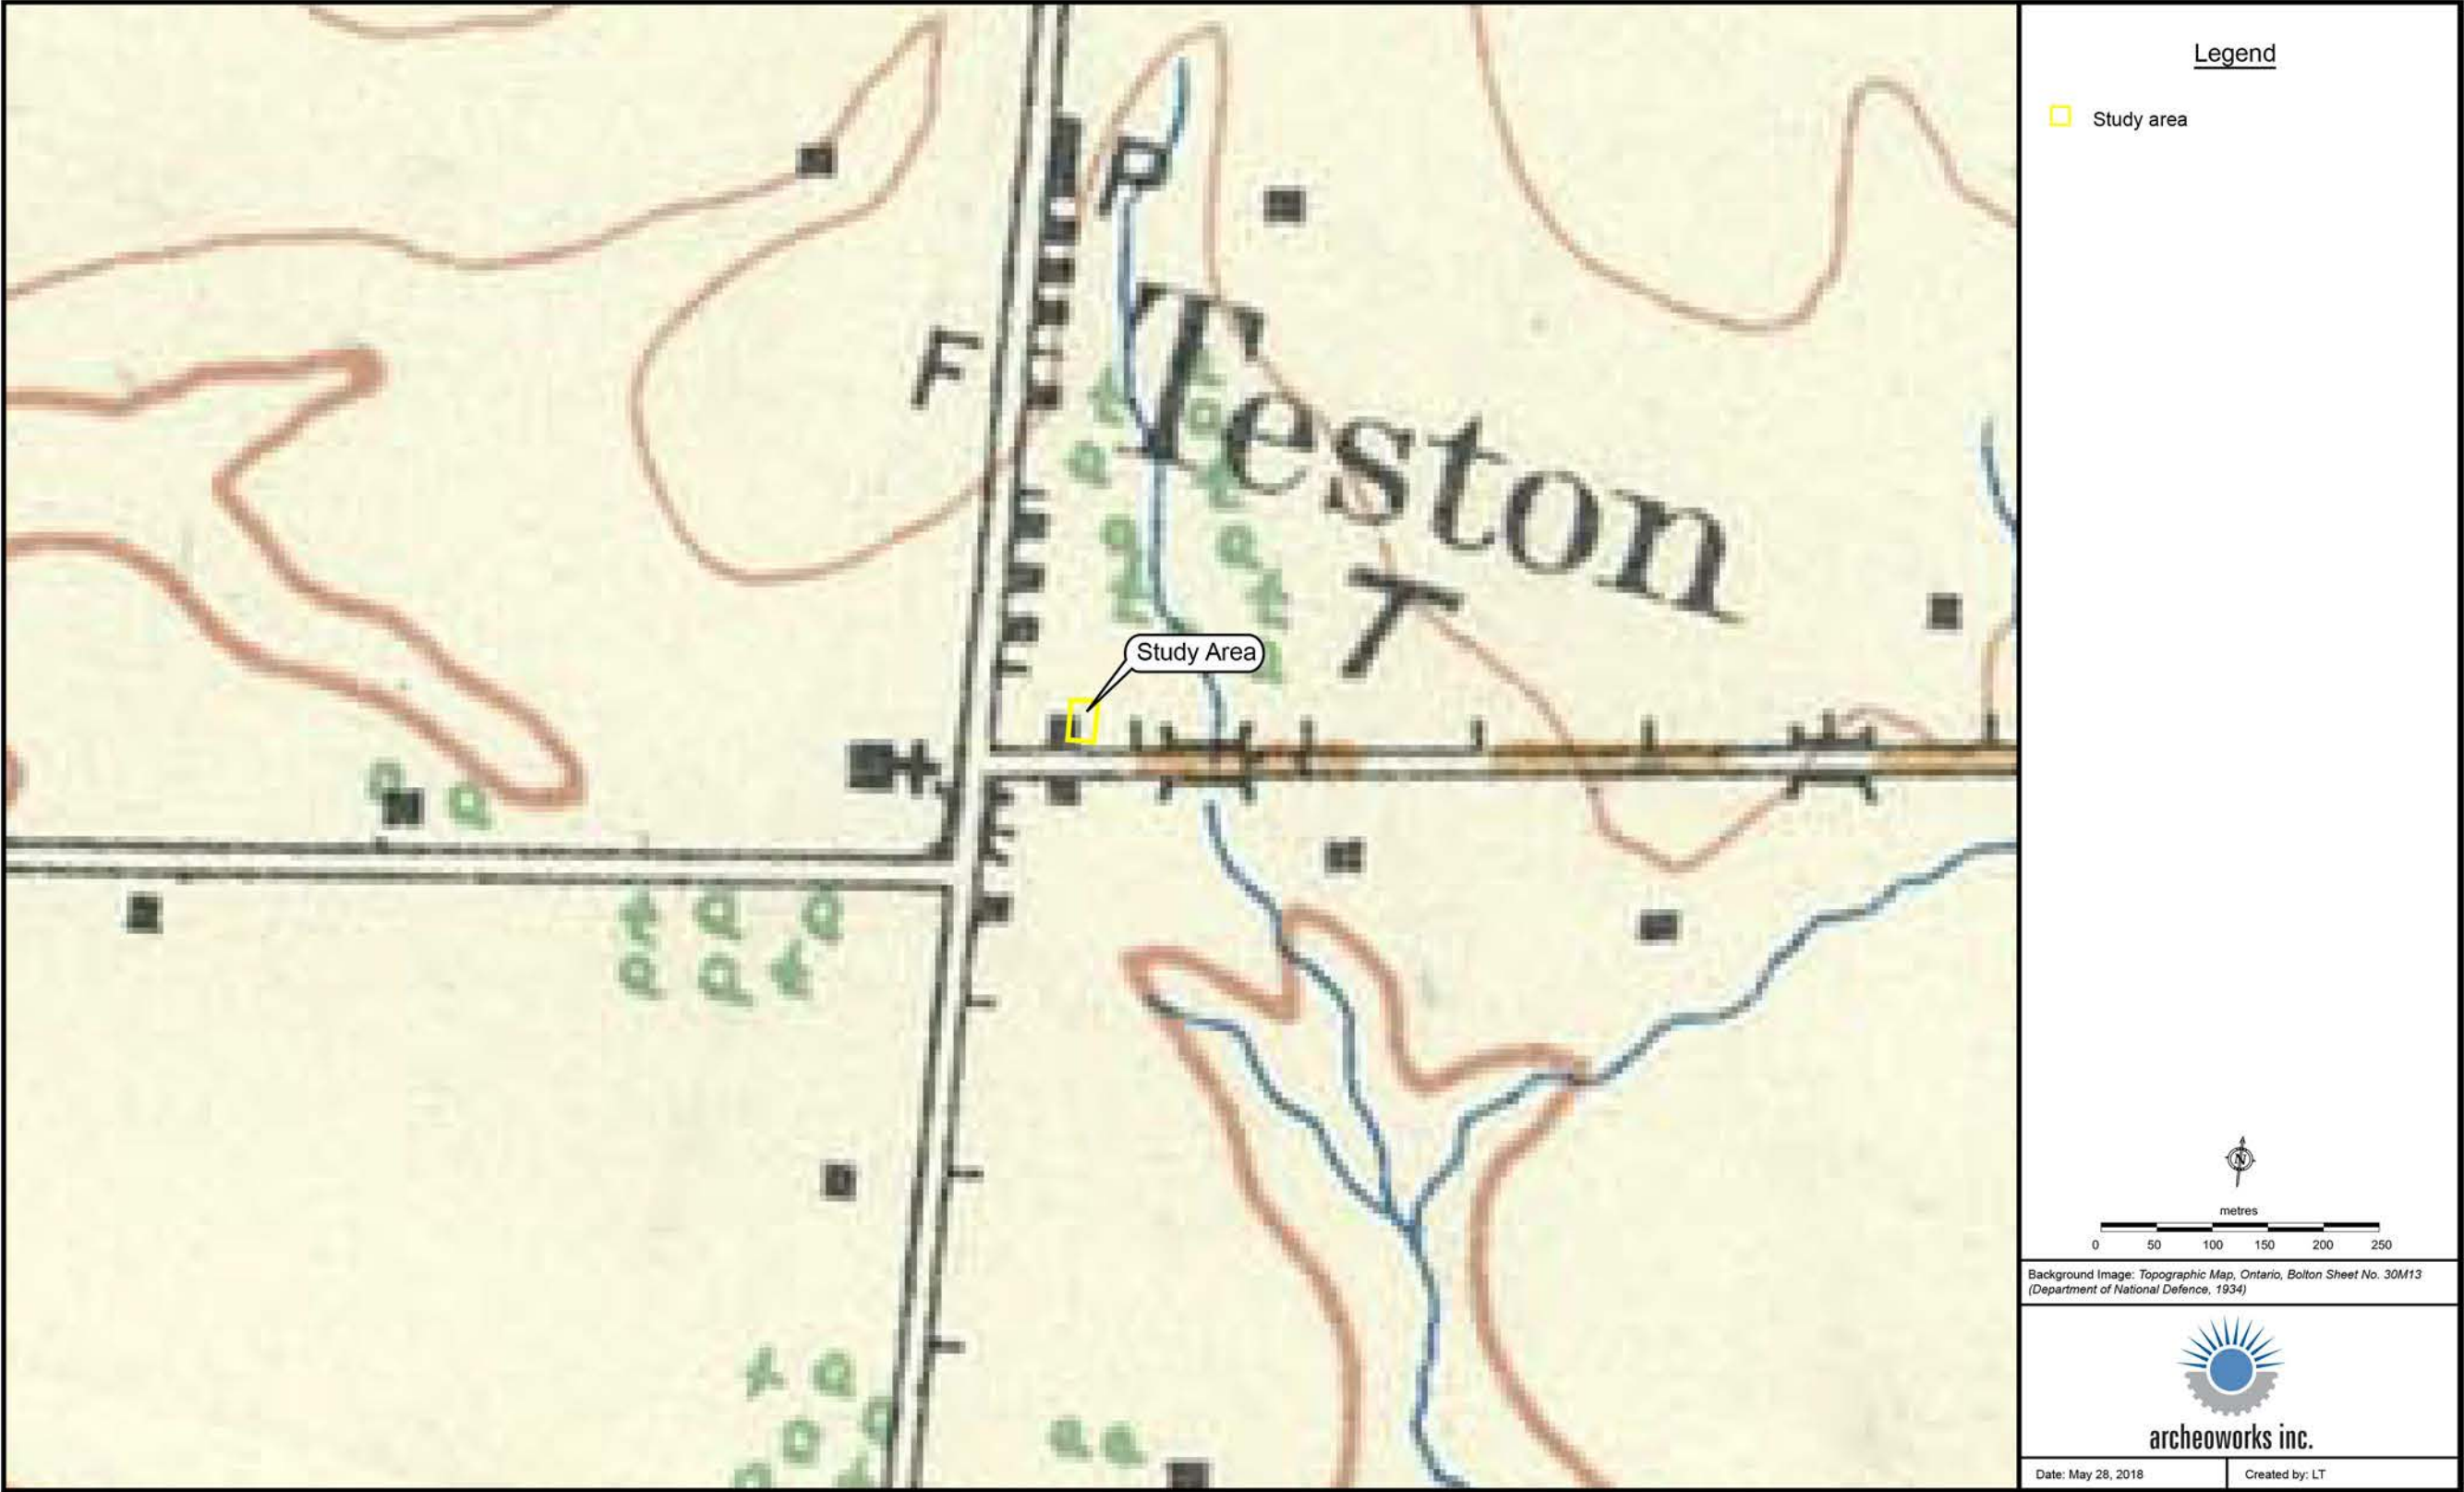 P
F
Teston
T
Study Area
Legend
Study area
N
metres
0 50 100 150 200 250
Background Image: Topographic Map, Ontario, Bolton Sheet No. 30M13
(Department of National Defence, 1934)
archeoworks inc.
Date: May 28, 2018
Created by: LT